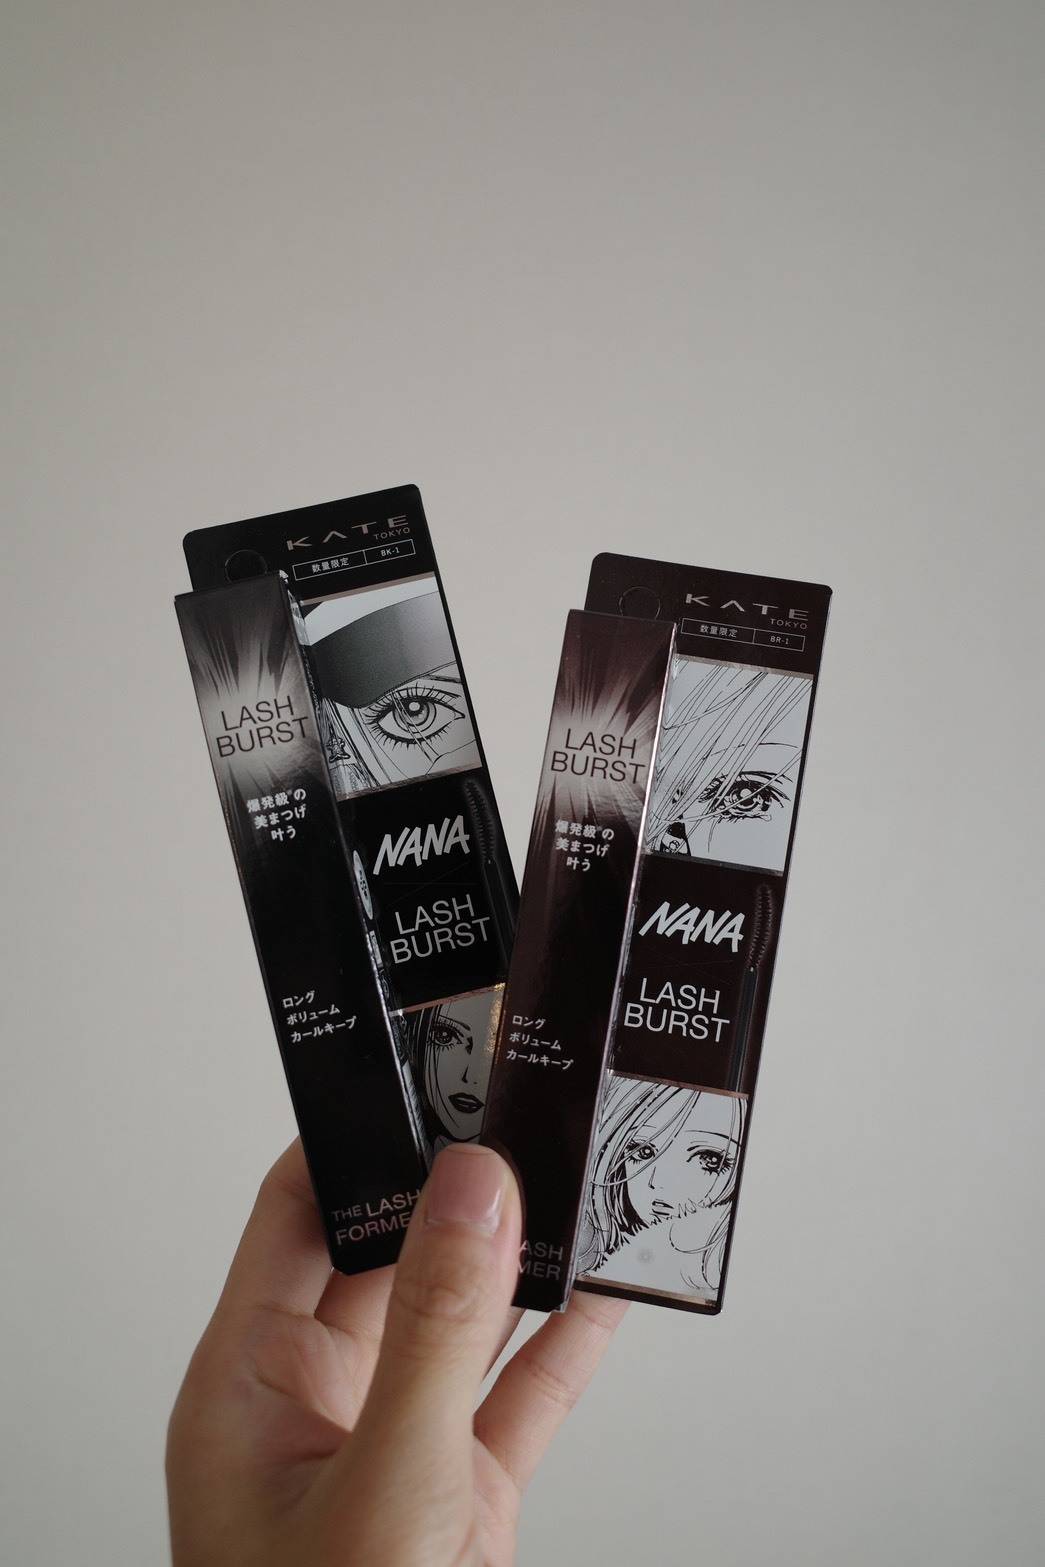 KATE
TOKYO
数量限定 BK-1
LASH
BURST
爆発級*の
美まつげ
叶う
NANA
LASH
BURST
ロング
ボリューム
カールキープ
THE LASH
FORME
KATE
TOKYO
数量限定 BR-1
LASH
BURST
爆発級*の
美まつげ
叶う
NANA
LASH
BURST
ロング
ボリューム
カールキープ
ASH
MER